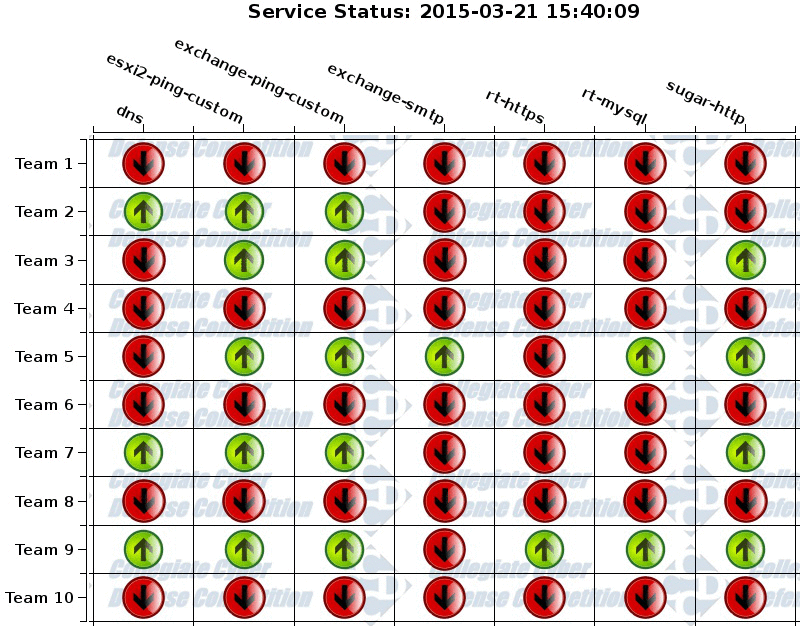 Service Status: 2015-03-21 15:40:09
dns
esxi2-ping-custom
exchange-ping-custom
exchange-smtp
rt-https
rt-mysql
sugar-http
Team 1
Team 2
Team 3
Team 4
Team 5
Team 6
Team 7
Team 8
Team 9
Team 10
Collegiate Cyber
Defense Competition